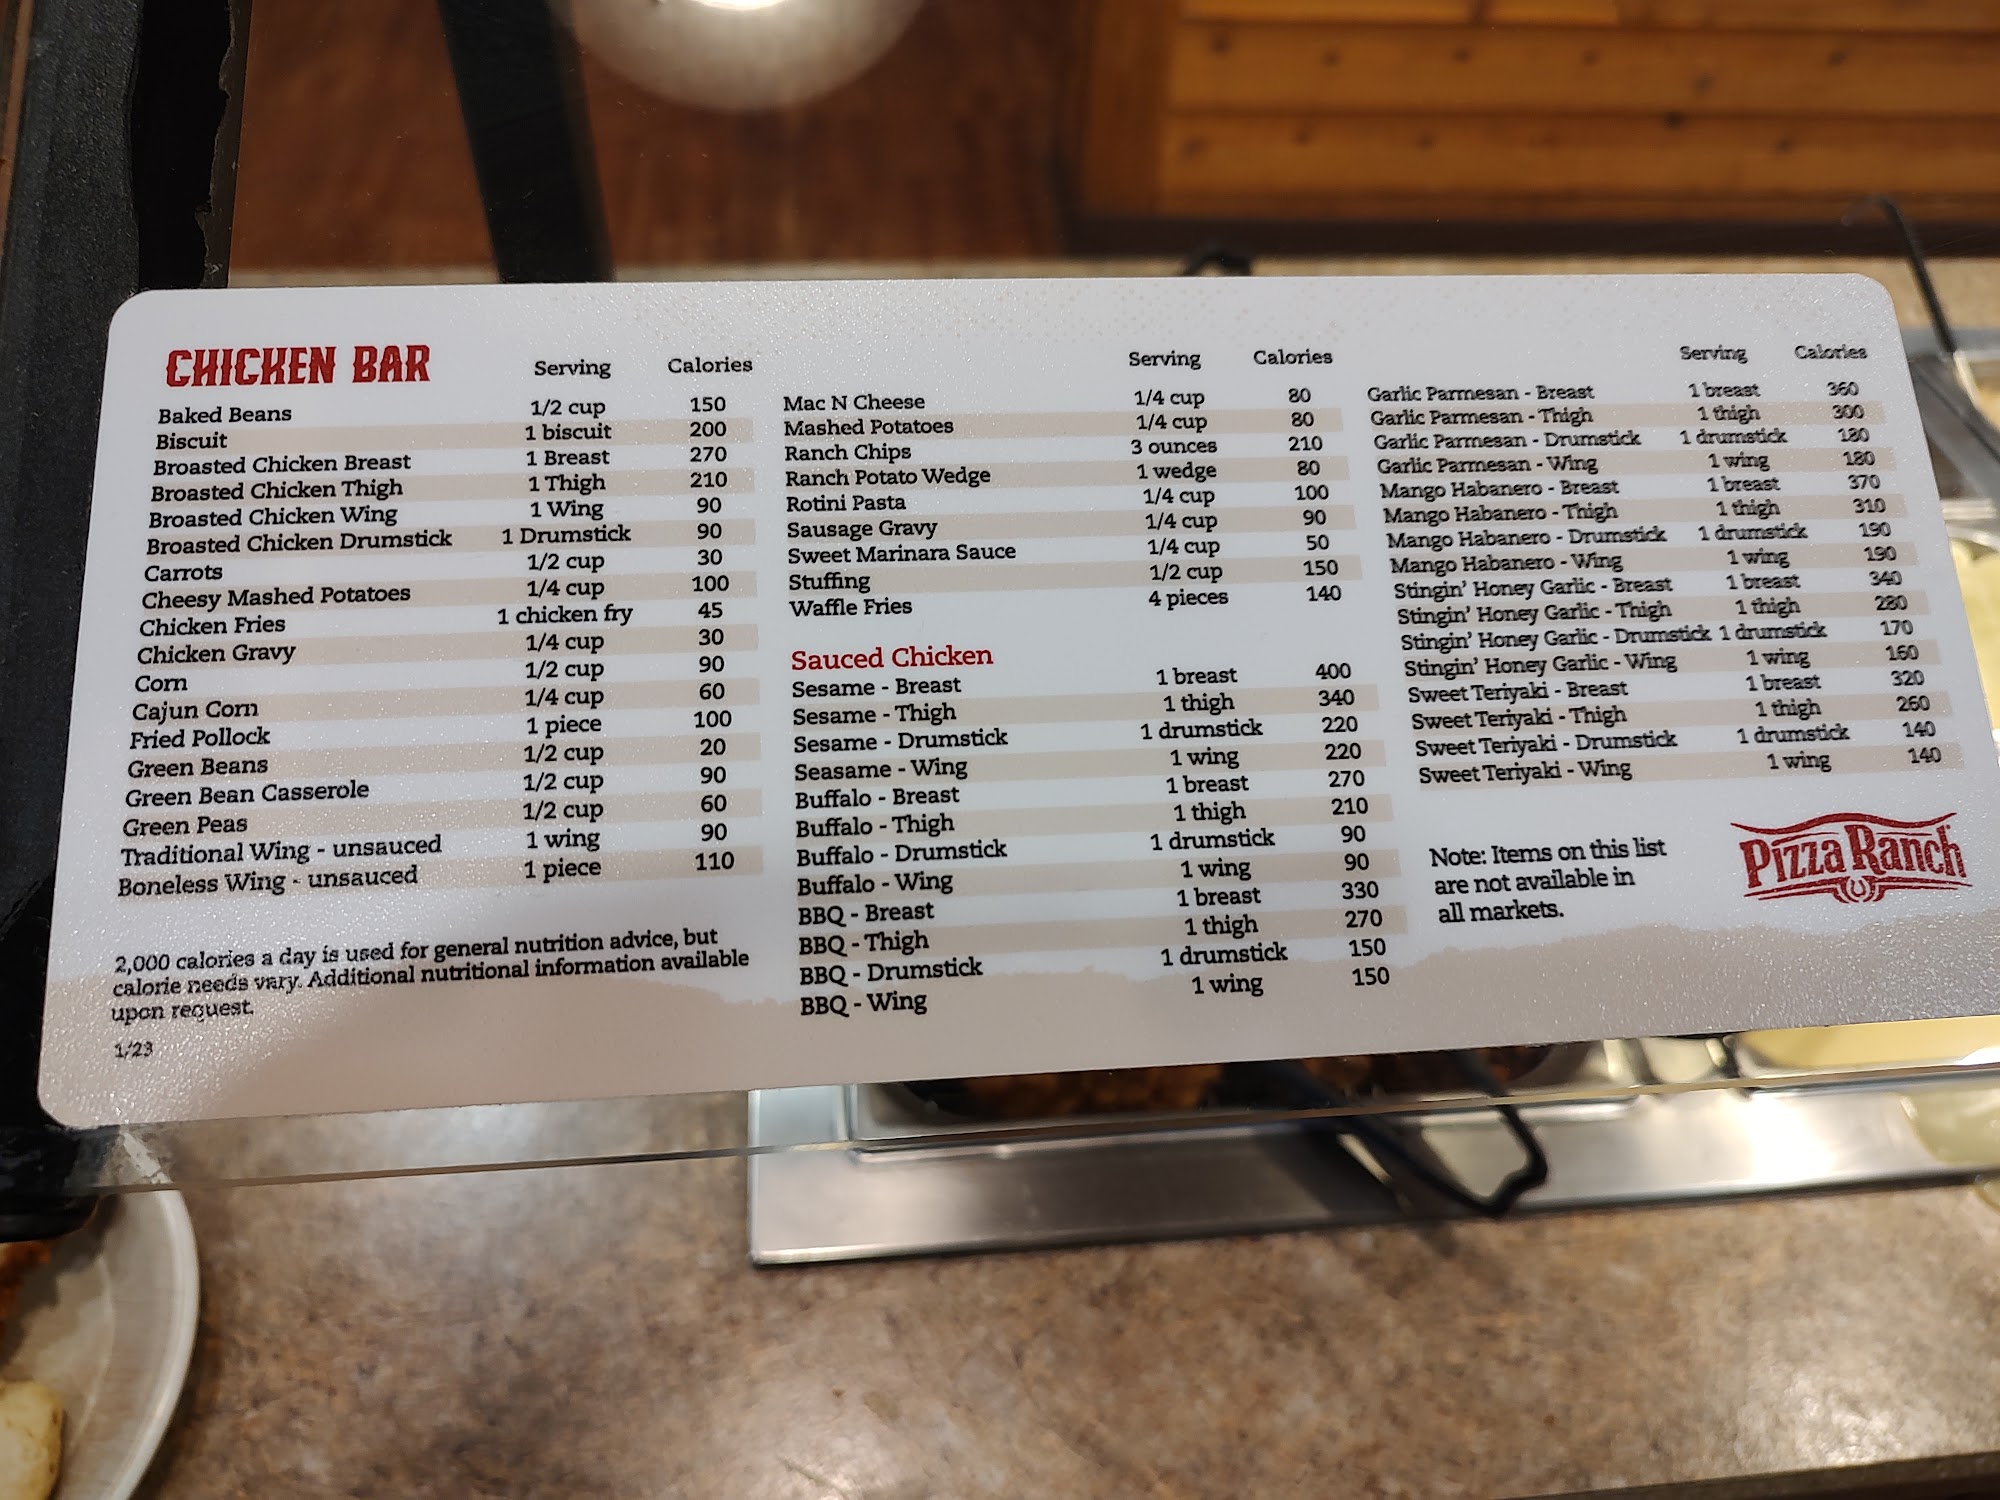 CHICKEN BAR Serving Calories
Baked Beans 1/2 cup 150
Biscuit 1 biscuit 200
Broasted Chicken Breast 1 Breast 270
Broasted Chicken Thigh 1 Thigh 210
Broasted Chicken Wing 1 Wing 90
Broasted Chicken Drumstick 1 Drumstick 90
Carrots 1/2 cup 30
Cheesy Mashed Potatoes 1/4 cup 100
Chicken Fries 1 chicken fry 45
Chicken Gravy 1/4 cup 30
Corn 1/2 cup 90
Cajun Corn 1/4 cup 60
Fried Pollock 1 piece 100
Green Beans 1/2 cup 20
Green Bean Casserole 1/2 cup 90
Green Peas 1/2 cup 60
Traditional Wing - unsauced 1 wing 90
Boneless Wing - unsauced 1 piece 110
2,000 calories a day is used for general nutrition advice, but
calorie needs vary. Additional nutritional information available
upon request.
1/23
Serving Calories
Mac N Cheese 1/4 cup 80
Mashed Potatoes 1/4 cup 80
Ranch Chips 3 ounces 210
Ranch Potato Wedge 1 wedge 80
Rotini Pasta 1/4 cup 100
Sausage Gravy 1/4 cup 90
Sweet Marinara Sauce 1/4 cup 50
Stuffing 1/2 cup 150
Waffle Fries 4 pieces 140
Sauced Chicken
Sesame - Breast 1 breast 400
Sesame - Thigh 1 thigh 340
Sesame - Drumstick 1 drumstick 220
Seasame - Wing 1 wing 220
Buffalo - Breast 1 breast 270
Buffalo - Thigh 1 thigh 210
Buffalo - Drumstick 1 drumstick 90
Buffalo - Wing 1 wing 90
BBQ - Breast 1 breast 330
BBQ - Thigh 1 thigh 270
BBQ - Drumstick 1 drumstick 150
BBQ - Wing 1 wing 150
Serving Calories
Garlic Parmesan - Breast 1 breast 360
Garlic Parmesan - Thigh 1 thigh 300
Garlic Parmesan - Drumstick 1 drumstick 180
Garlic Parmesan - Wing 1 wing 180
Mango Habanero - Breast 1 breast 370
Mango Habanero - Thigh 1 thigh 310
Mango Habanero - Drumstick 1 drumstick 190
Mango Habanero - Wing 1 wing 190
Stingin' Honey Garlic - Breast 1 breast 340
Stingin' Honey Garlic - Thigh 1 thigh 280
Stingin' Honey Garlic - Drumstick 1 drumstick 170
Stingin' Honey Garlic - Wing 1 wing 160
Sweet Teriyaki - Breast 1 breast 320
Sweet Teriyaki - Thigh 1 thigh 260
Sweet Teriyaki - Drumstick 1 drumstick 140
Sweet Teriyaki - Wing 1 wing 140
Note: Items on this list
are not available in
all markets.
Pizza Ranch